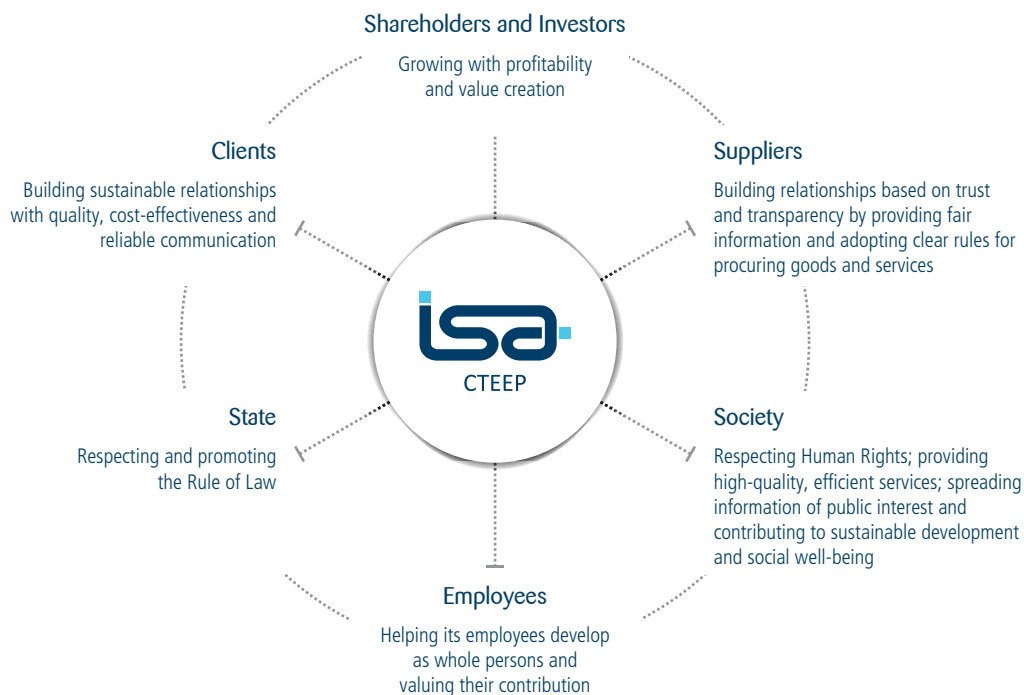 Shareholders and Investors
Growing with profitability
and value creation
Clients
Building sustainable relationships
with quality, cost-effectiveness and
reliable communication
Suppliers
Building relationships based on trust
and transparency by providing fair
information and adopting clear rules for
procuring goods and services
isa
CTEEP
State
Respecting and promoting
the Rule of Law
Society
Respecting Human Rights; providing
high-quality, efficient services; spreading
information of public interest and
contributing to sustainable development
and social well-being
Employees
Helping its employees develop
as whole persons and
valuing their contribution